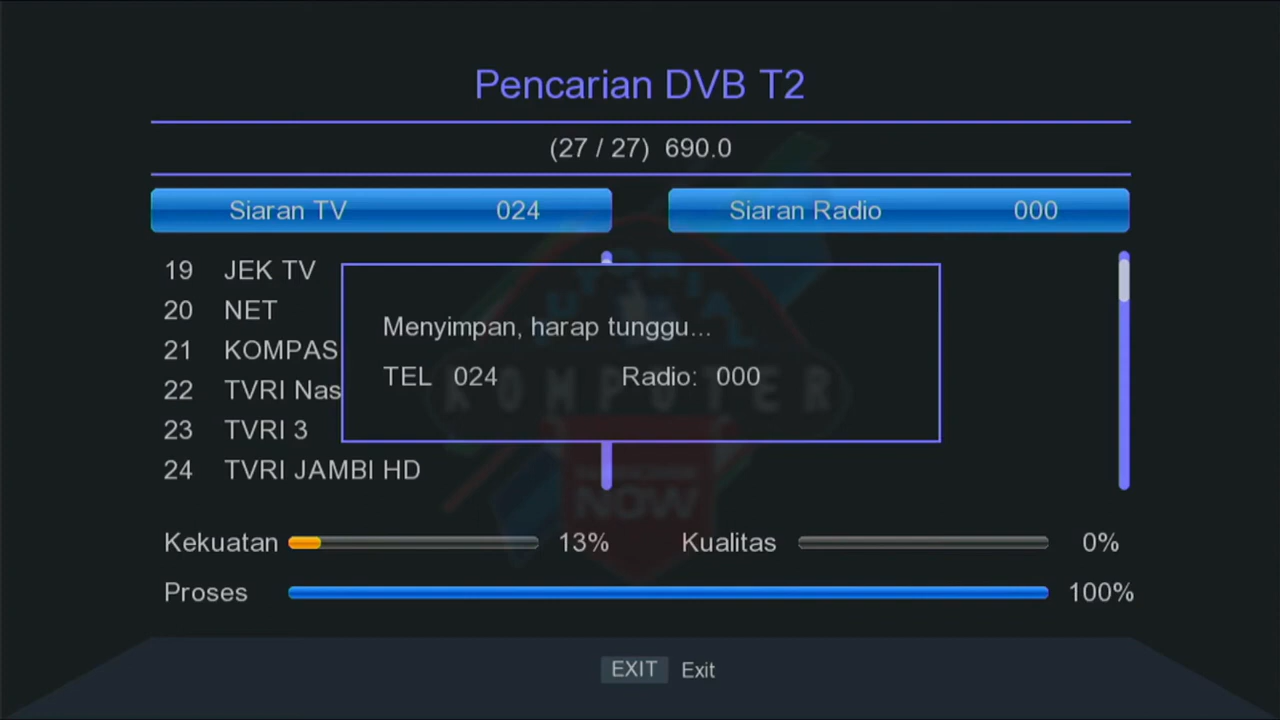 Pencarian DVB T2
(27 / 27) 690.0
Siaran TV 024
Siaran Radio 000
19 JEK TV
20 NET
21 KOMPAS
22 TVRI Nas
23 TVRI 3
24 TVRI JAMBI HD
Menyimpan, harap tunggu...
TEL 024 Radio: 000
KOMPUTER
NOW
Kekuatan 13% Kualitas 0%
Proses 100%
EXIT Exit